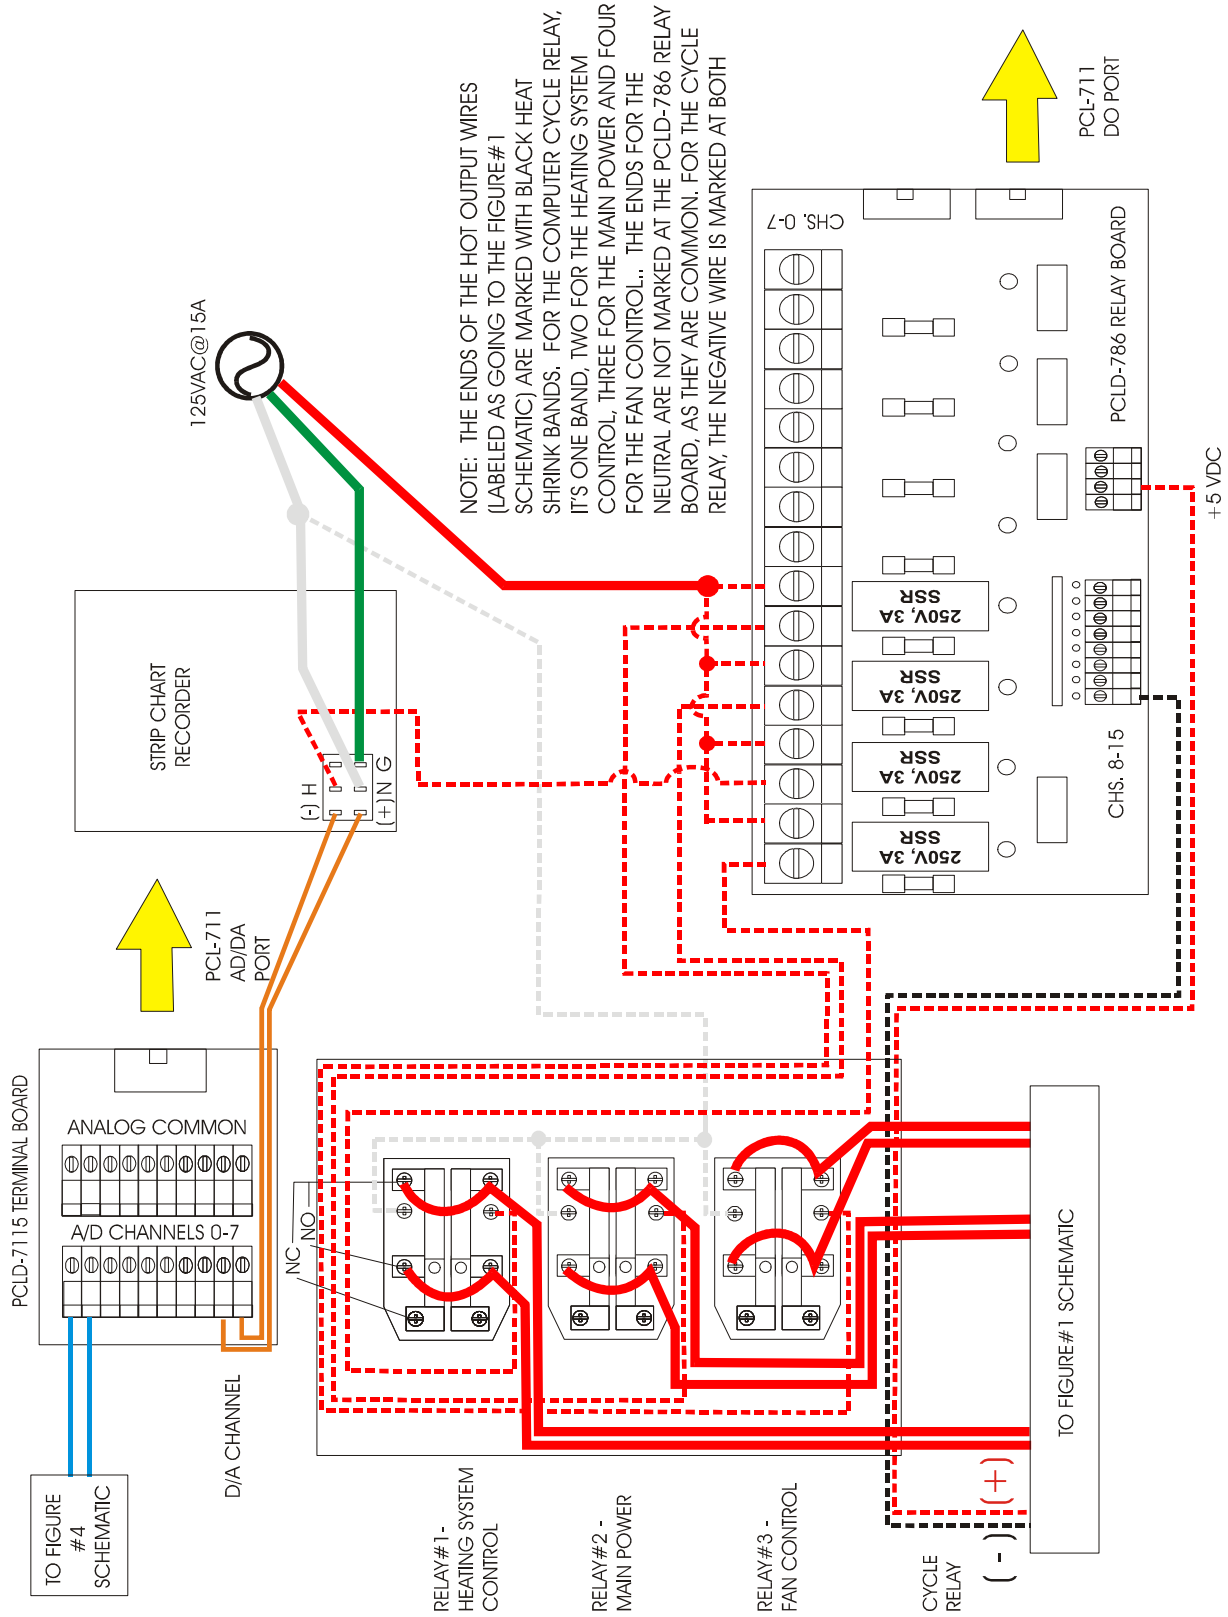 125VAC@15A
NOTE:  THE ENDS OF THE HOT OUTPUT WIRES
(LABELED AS GOING TO THE FIGURE#1
SCHEMATIC) ARE MARKED WITH BLACK HEAT
SHRINK BANDS.  FOR THE COMPUTER CYCLE RELAY,
IT'S ONE BAND, TWO FOR THE HEATING SYSTEM
CONTROL, THREE FOR THE MAIN POWER AND FOUR
FOR THE FAN CONTROL..  THE ENDS FOR THE
NEUTRAL ARE NOT MARKED AT THE PCLD-786 RELAY
BOARD, AS THEY ARE COMMON. FOR THE CYCLE
RELAY, THE NEGATIVE WIRE IS MARKED AT BOTH
PCL-711
DO PORT
STRIP CHART
RECORDER
(-) H
(+)N G
CHS. 0-7
PCLD-786 RELAY BOARD
250V, 3A
SSR
250V, 3A
SSR
250V, 3A
SSR
250V, 3A
SSR
CHS. 8-15
+5 VDC
PCL-711
AD/DA
PORT
PCLD-7115 TERMINAL BOARD
ANALOG COMMON
A/D CHANNELS 0-7
D/A CHANNEL
TO FIGURE
#4
SCHEMATIC
NC
NO
RELAY#1 -
HEATING SYSTEM
CONTROL
RELAY#2 -
MAIN POWER
RELAY#3 -
FAN CONTROL
CYCLE
RELAY
(-)
(+)
TO FIGURE#1 SCHEMATIC